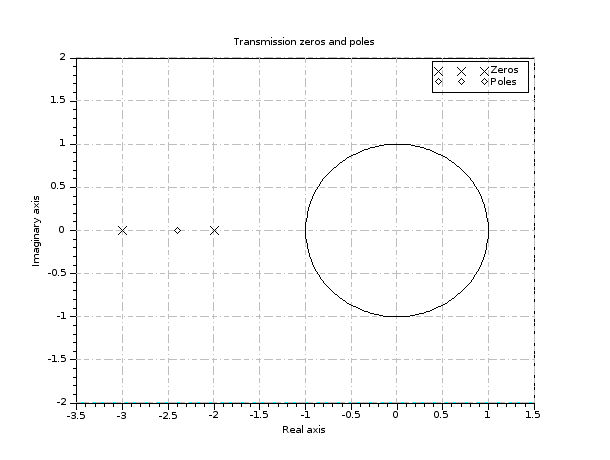 Transmission zeros and poles
Zeros
Poles
2
1.5
1
0.5
0
-0.5
-1
-1.5
-2
Imaginary axis
-3.5 -3 -2.5 -2 -1.5 -1 -0.5 0 0.5 1 1.5
Real axis